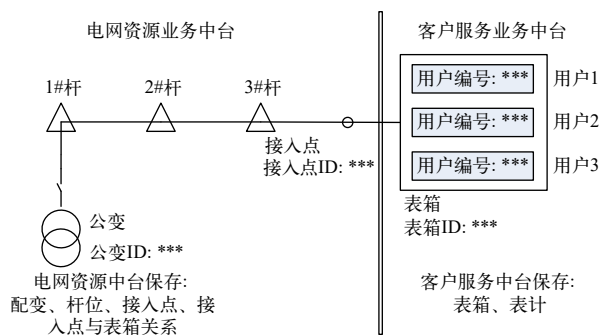 电网资源业务中台
客户服务业务中台
1#杆
2#杆
3#杆
用户编号: ***
用户1
用户编号: ***
用户2
用户编号: ***
用户3
接入点
接入点ID: ***
表箱
表箱ID: ***
公变
公变ID: ***
电网资源中台保存:
配变、杆位、接入点、接
入点与表箱关系
客户服务中台保存:
表箱、表计